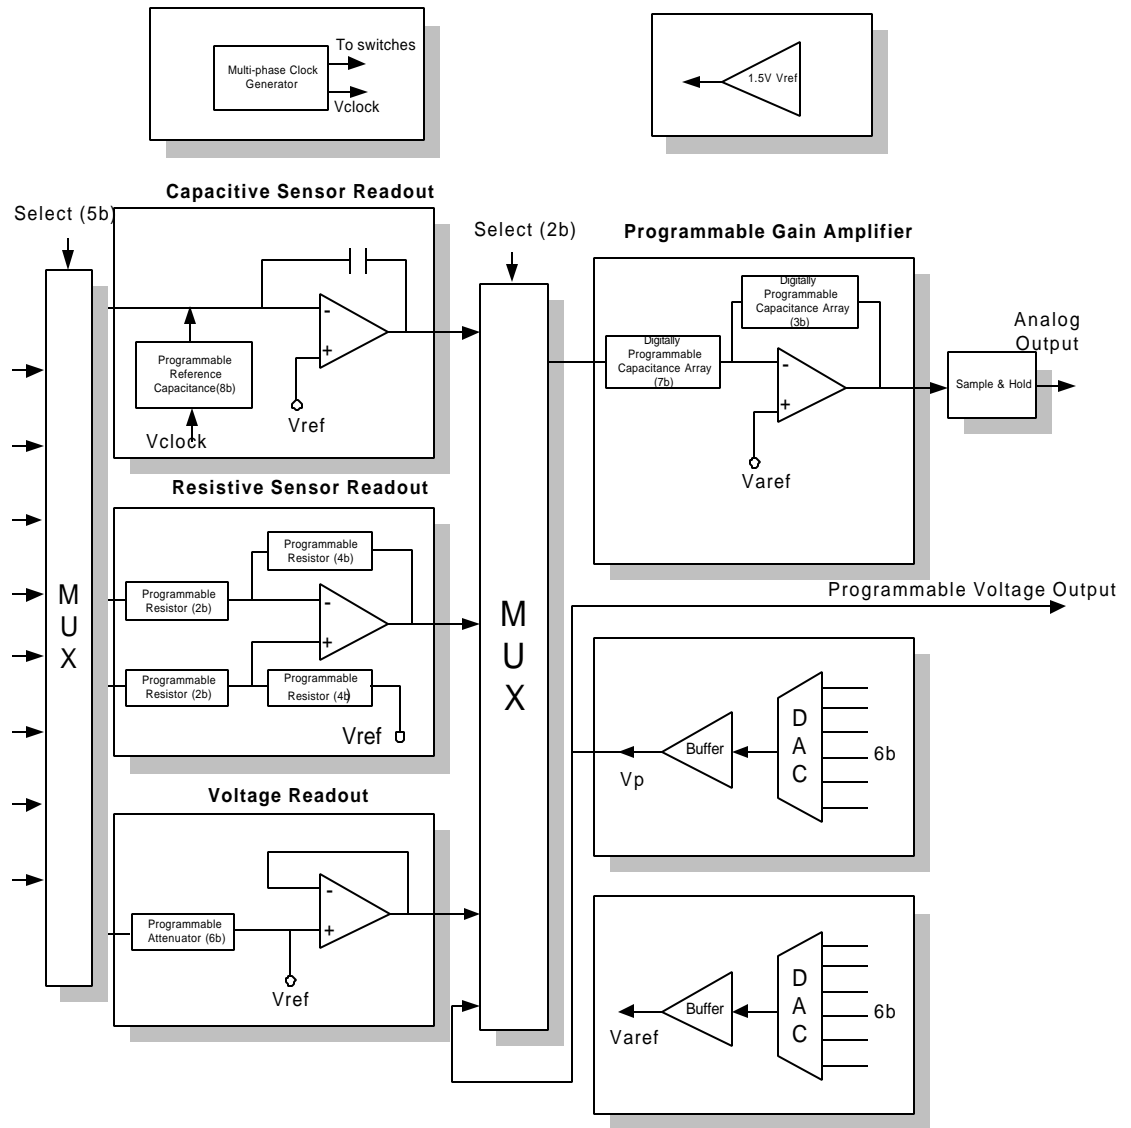 To switches
Multi-phase Clock
Generator
Vclock
1.5V Vref
Capacitive Sensor Readout
Select (5b)
Programmable
Reference
Capacitance(8b)
Vclock
Vref
-
+
Select (2b)
Programmable Gain Amplifier
Digitally
Programmable
Capacitance Array
(3b)
Digitally
Programmable
Capacitance Array
(7b)
-
+
Varef
Analog
Output
Sample & Hold
Resistive Sensor Readout
Programmable
Resistor (4b)
Programmable
Resistor (2b)
-
+
Programmable
Resistor (2b)
Programmable
Resistor (4b)
Vref
M
U
X
M
U
X
Programmable Voltage Output
Vp
Buffer
D
A
C
6b
Voltage Readout
Programmable
Attenuator (6b)
-
+
Vref
Varef
Buffer
D
A
C
6b